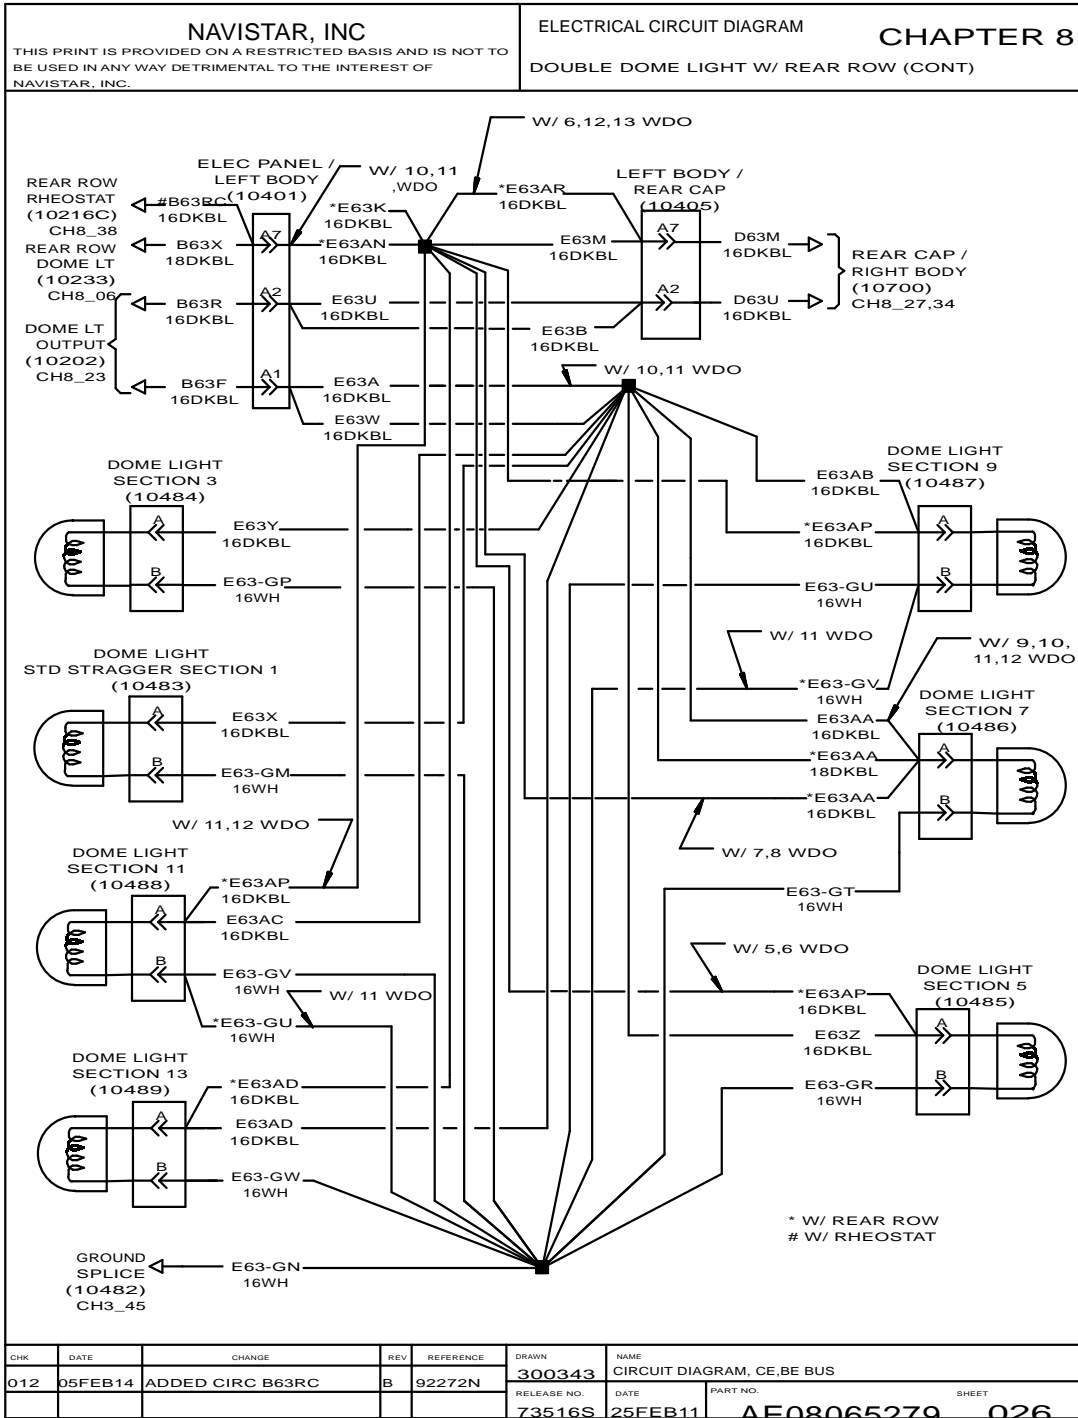 NAVISTAR, INC
THIS PRINT IS PROVIDED ON A RESTRICTED BASIS AND IS NOT TO
BE USED IN ANY WAY DETRIMENTAL TO THE INTEREST OF
NAVISTAR, INC.
ELECTRICAL CIRCUIT DIAGRAM
CHAPTER 8
DOUBLE DOME LIGHT W/ REAR ROW (CONT)
W/ 6,12,13 WDO
ELEC PANEL /
LEFT BODY
(10401)
W/ 10,11
,WDO
LEFT BODY /
REAR CAP
(10405)
REAR ROW
RHEOSTAT
(10216C)
CH8_38
#B63RC
16DKBL
REAR ROW
DOME LT
(10233)
CH8_06
B63X
18DKBL
B63R
16DKBL
DOME LT
OUTPUT
(10202)
CH8_23
B63F
16DKBL
A7
A2
A1
*E63K
16DKBL
*E63AN
16DKBL
E63U
16DKBL
E63A
16DKBL
E63W
16DKBL
*E63AR
16DKBL
E63M
16DKBL
E63B
16DKBL
A7
A2
D63M
16DKBL
D63U
16DKBL
REAR CAP /
RIGHT BODY
(10700)
CH8_27,34
W/ 10,11 WDO
DOME LIGHT
SECTION 3
(10484)
A
B
E63Y
16DKBL
E63-GP
16WH
DOME LIGHT
STD STRAGGER SECTION 1
(10483)
A
B
E63X
16DKBL
E63-GM
16WH
W/ 11,12 WDO
DOME LIGHT
SECTION 11
(10488)
A
B
*E63AP
16DKBL
E63AC
16DKBL
E63-GV
16WH
W/ 11 WDO
*E63-GU
16WH
DOME LIGHT
SECTION 13
(10489)
A
B
*E63AD
16DKBL
E63AD
16DKBL
E63-GW
16WH
GROUND
SPLICE
(10482)
CH3_45
E63-GN
16WH
DOME LIGHT
SECTION 9
(10487)
A
B
E63AB
16DKBL
*E63AP
16DKBL
E63-GU
16WH
W/ 11 WDO
*E63-GV
16WH
W/ 9,10,
11,12 WDO
DOME LIGHT
SECTION 7
(10486)
A
B
E63AA
16DKBL
*E63AA
18DKBL
*E63AA
16DKBL
W/ 7,8 WDO
E63-GT
16WH
W/ 5,6 WDO
DOME LIGHT
SECTION 5
(10485)
A
B
*E63AP
16DKBL
E63Z
16DKBL
E63-GR
16WH
* W/ REAR ROW
# W/ RHEOSTAT
CHK DATE CHANGE REV REFERENCE
012 05FEB14 ADDED CIRC B63RC B 92272N
DRAWN
300343
NAME
CIRCUIT DIAGRAM, CE,BE BUS
RELEASE NO.
73516S
DATE
25FEB11
PART NO.
AE08065279
SHEET
026